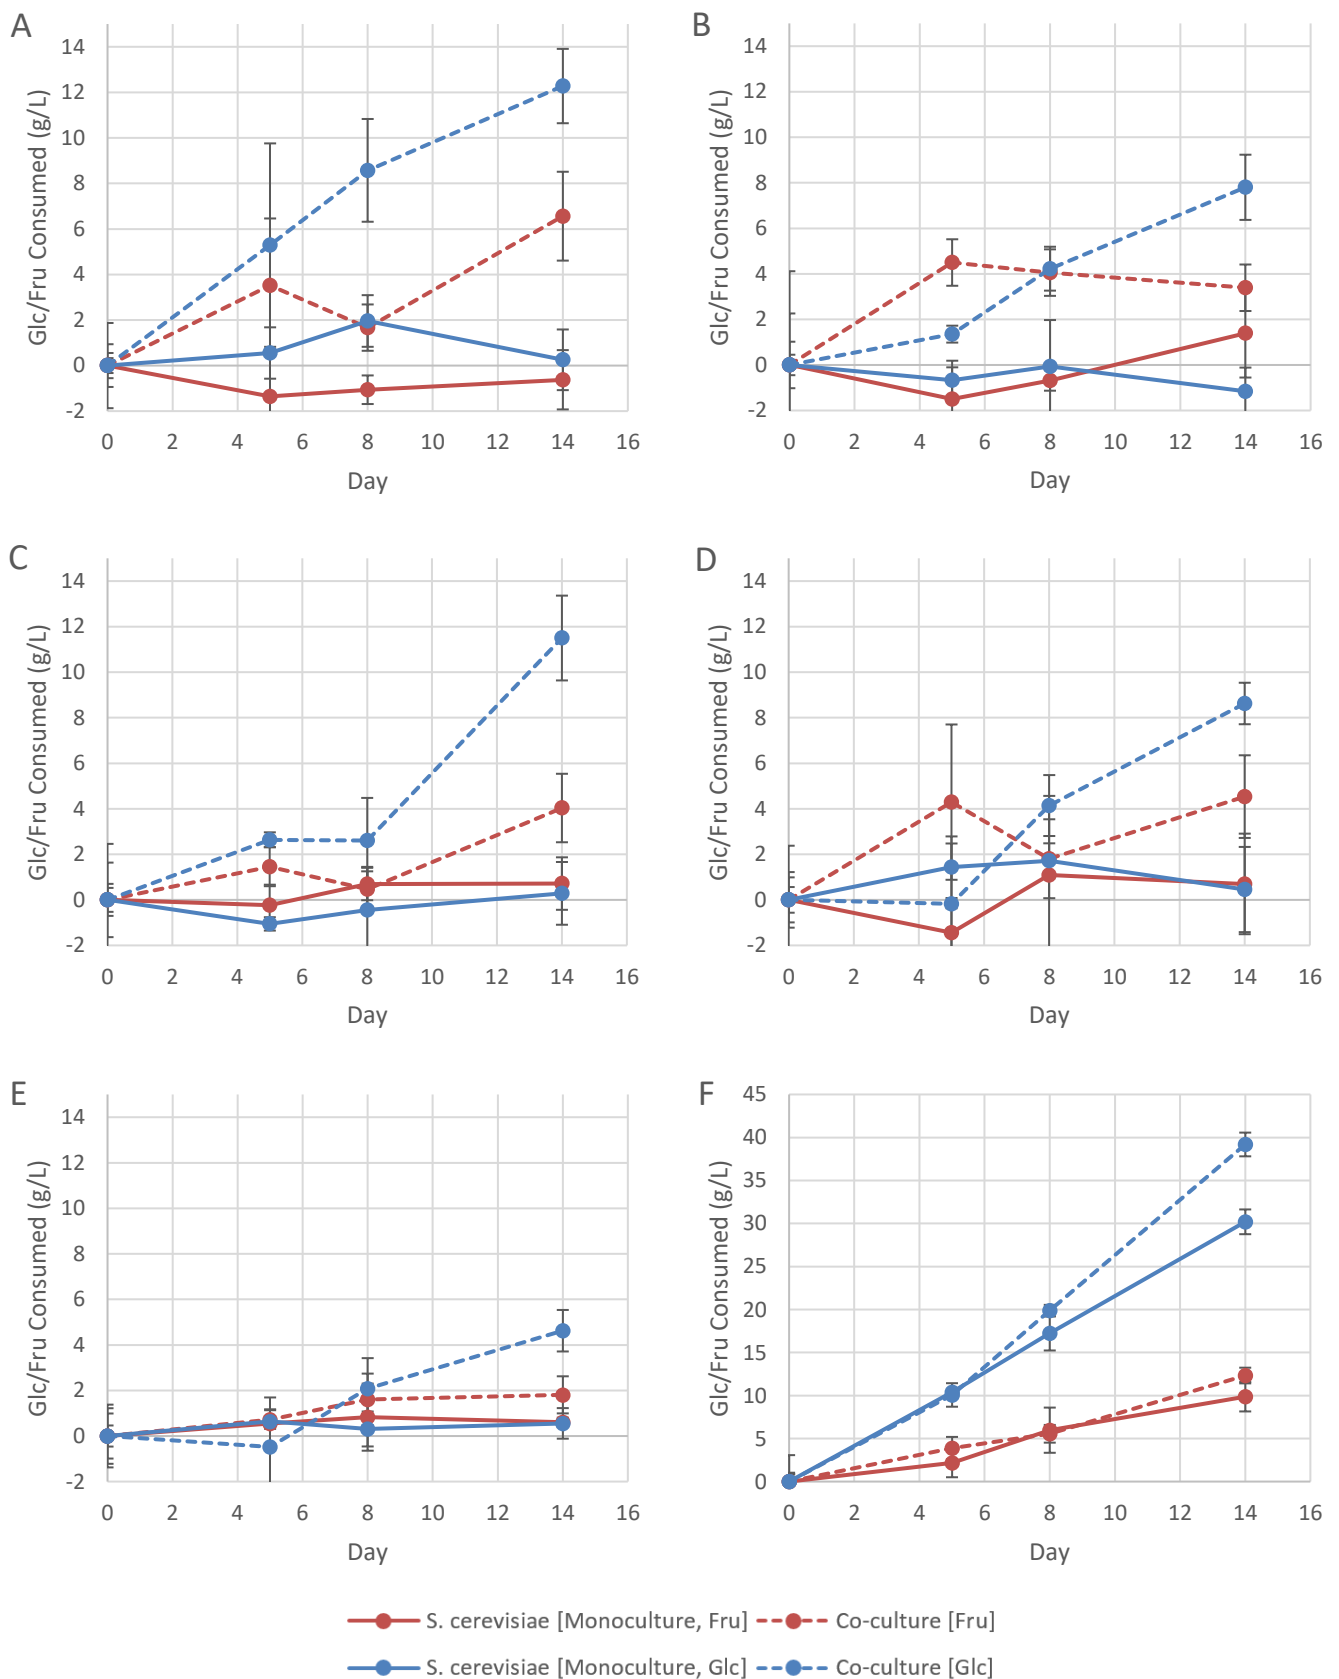 A
Glc/Fru Consumed (g/L)
14
12
10
8
6
4
2
0
-2
0 2 4 6 8 10 12 14 16
Day
B
Glc/Fru Consumed (g/L)
14
12
10
8
6
4
2
0
-2
0 2 4 6 8 10 12 14 16
Day
C
Glc/Fru Consumed (g/L)
14
12
10
8
6
4
2
0
-2
0 2 4 6 8 10 12 14 16
Day
D
Glc/Fru Consumed (g/L)
14
12
10
8
6
4
2
0
-2
0 2 4 6 8 10 12 14 16
Day
E
Glc/Fru Consumed (g/L)
14
12
10
8
6
4
2
0
-2
0 2 4 6 8 10 12 14 16
Day
F
Glc/Fru Consumed (g/L)
45
40
35
30
25
20
15
10
5
0
0 2 4 6 8 10 12 14 16
Day
S. cerevisiae [Monoculture, Fru] Co-culture [Fru]
S. cerevisiae [Monoculture, Glc] Co-culture [Glc]